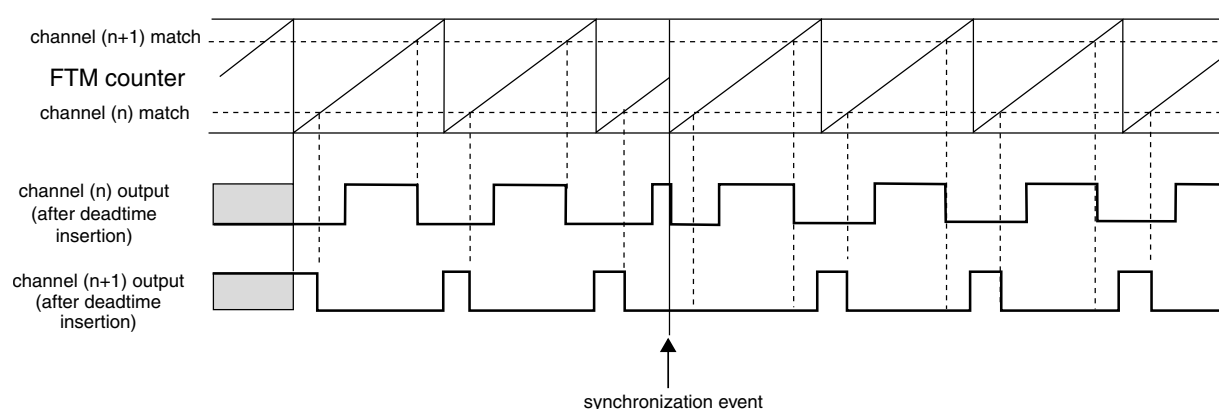 channel (n+1) match
FTM counter
channel (n) match
channel (n) output
(after deadtime
insertion)
channel (n+1) output
(after deadtime
insertion)
synchronization event